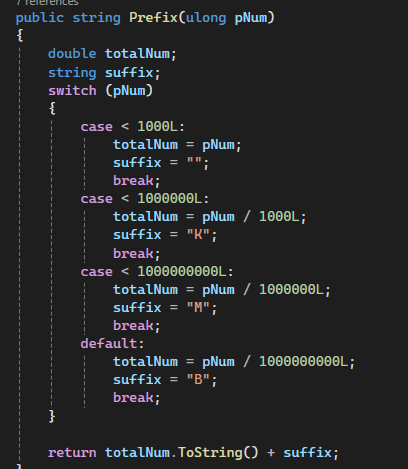 7 references
public string Prefix(ulong pNum)
{
    double totalNum;
    string suffix;
    switch (pNum)
    {
        case < 1000L:
            totalNum = pNum;
            suffix = "";
            break;
        case < 1000000L:
            totalNum = pNum / 1000L;
            suffix = "K";
            break;
        case < 1000000000L:
            totalNum = pNum / 1000000L;
            suffix = "M";
            break;
        default:
            totalNum = pNum / 1000000000L;
            suffix = "B";
            break;
    }
    return totalNum.ToString() + suffix;
}